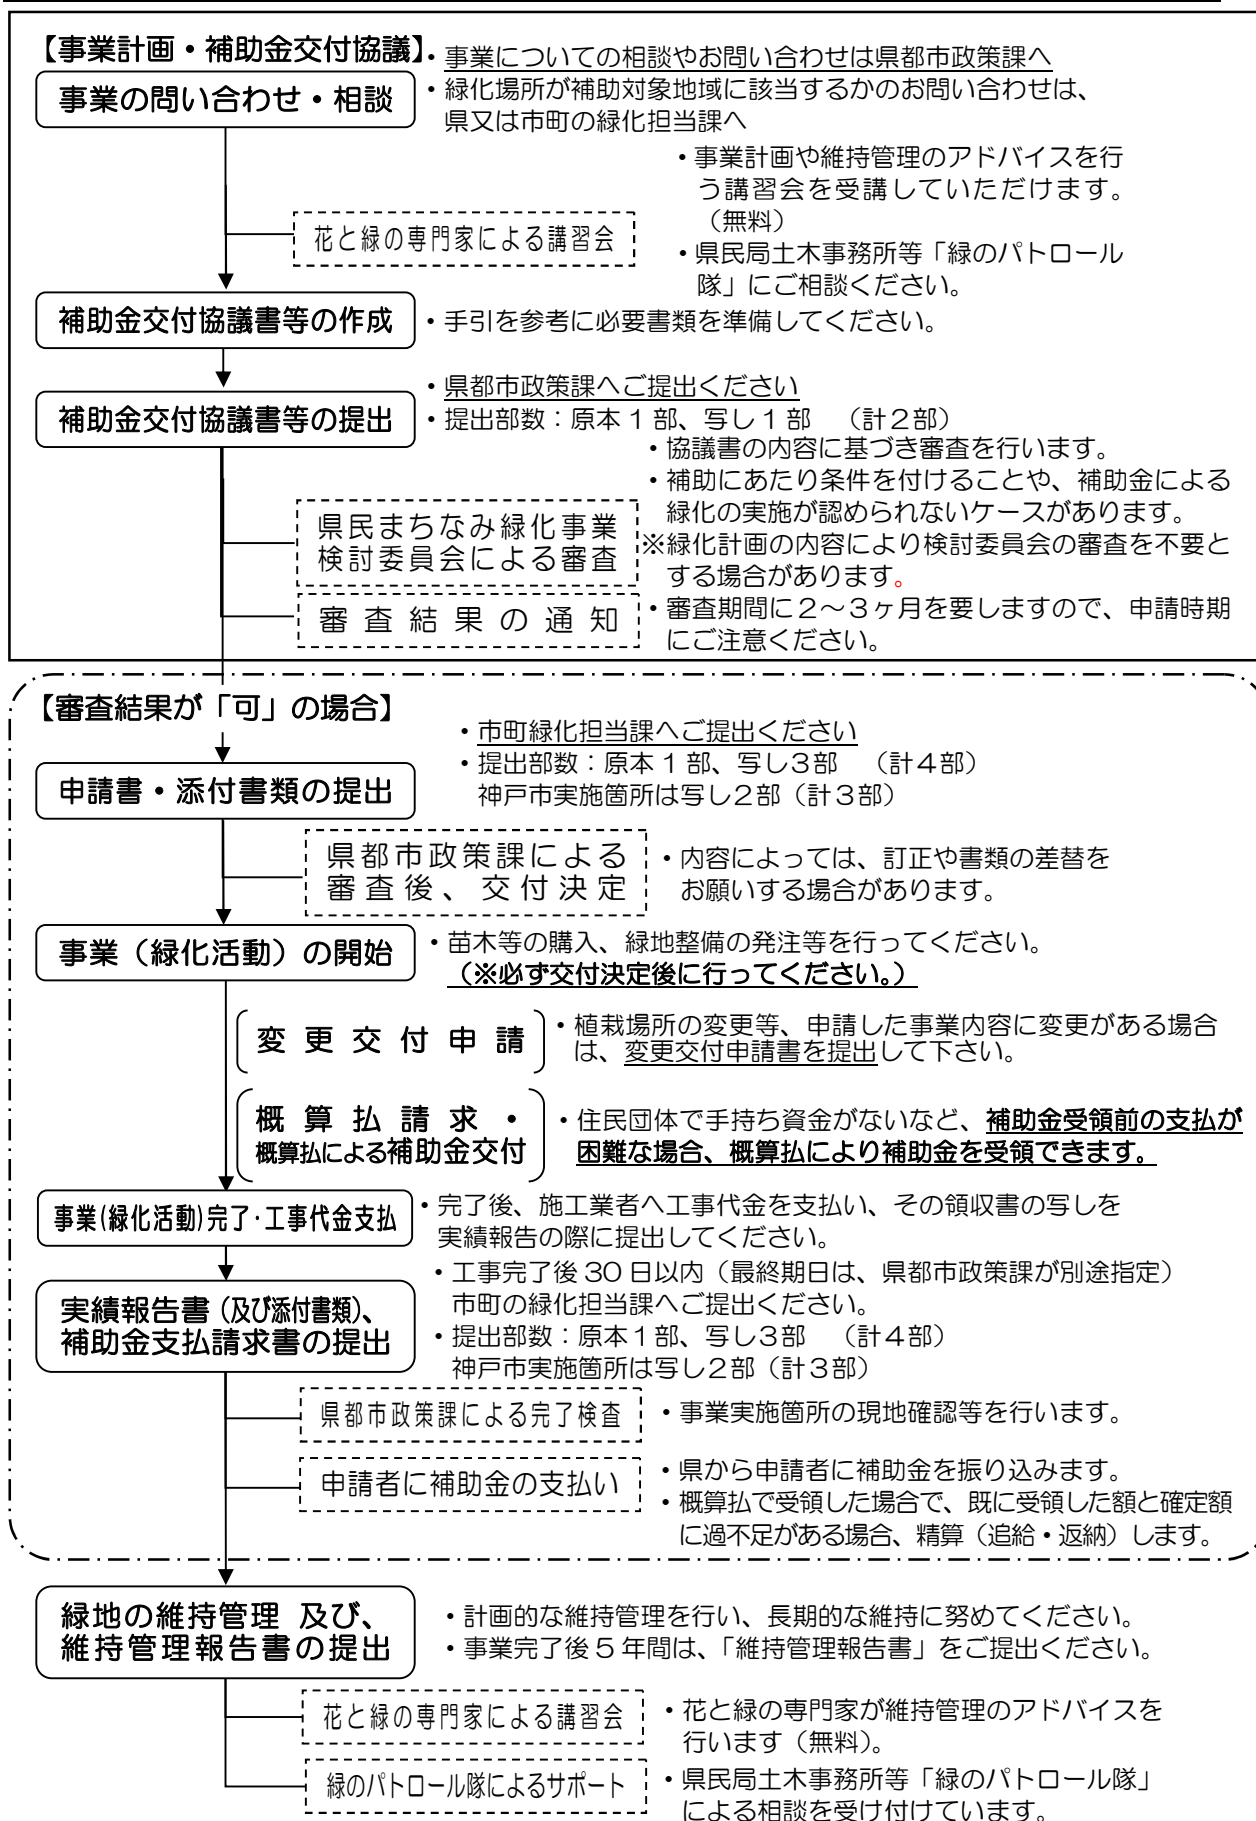 【事業計画・補助金交付協議】
・事業についての相談やお問い合わせは県都市政策課へ
事業の問い合わせ・相談
・緑化場所が補助対象地域に該当するかのお問い合わせは、
県又は市町の緑化担当課へ
・事業計画や維持管理のアドバイスを行
う講習会を受講していただけます。
（無料）
花と緑の専門家による講習会
・県民局土木事務所等「緑のパトロール
隊」にご相談ください。
補助金交付協議書等の作成
・手引を参考に必要書類を準備してください。
補助金交付協議書等の提出
・県都市政策課へご提出ください
・提出部数：原本１部、写し１部　（計２部）
・協議書の内容に基づき審査を行います。
・補助にあたり条件を付けることや、補助金による
緑化の実施が認められないケースがあります。
県民まちなみ緑化事業
検討委員会による審査
※緑化計画の内容により検討委員会の審査を不要と
する場合があります。
審査結果の通知
・審査期間に２～３ヶ月を要しますので、申請時期
にご注意ください。
【審査結果が「可」の場合】
・市町緑化担当課へご提出ください
申請書・添付書類の提出
・提出部数：原本１部、写し３部　（計４部）
神戸市実施箇所は写し２部（計３部）
県都市政策課による
審査後、交付決定
・内容によっては、訂正や書類の差替を
お願いする場合があります。
事業（緑化活動）の開始
・苗木等の購入、緑地整備の発注等を行ってください。
（※必ず交付決定後に行ってください。）
変更交付申請
・植栽場所の変更等、申請した事業内容に変更がある場合
は、変更交付申請書を提出して下さい。
概算払請求・
概算払による補助金交付
・住民団体で手持ち資金がないなど、補助金受領前の支払が
困難な場合、概算払により補助金を受領できます。
事業(緑化活動)完了・工事代金支払
・完了後、施工業者へ工事代金を支払い、その領収書の写しを
実績報告の際に提出してください。
実績報告書（及び添付書類）、
補助金支払請求書の提出
・工事完了後30日以内（最終期日は、県都市政策課が別途指定）
市町の緑化担当課へご提出ください。
・提出部数：原本１部、写し３部　（計４部）
神戸市実施箇所は写し２部（計３部）
県都市政策課による完了検査
・事業実施箇所の現地確認等を行います。
申請者に補助金の支払い
・県から申請者に補助金を振り込みます。
・概算払で受領した場合で、既に受領した額と確定額
に過不足がある場合、精算（追給・返納）します。
緑地の維持管理 及び、
維持管理報告書の提出
・計画的な維持管理を行い、長期的な維持に努めてください。
・事業完了後５年間は、「維持管理報告書」をご提出ください。
花と緑の専門家による講習会
・花と緑の専門家が維持管理のアドバイスを
行います（無料）。
緑のパトロール隊によるサポート
・県民局土木事務所等「緑のパトロール隊」
による相談を受け付けています。